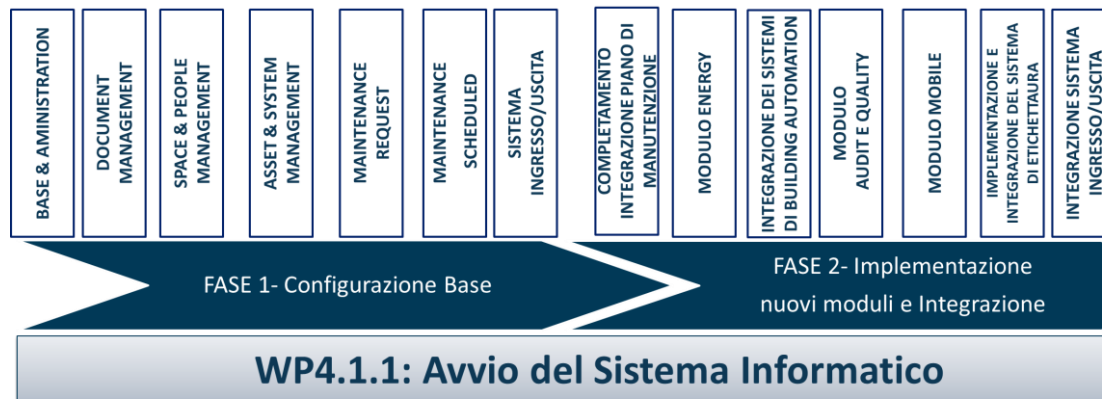 BASE & AMINISTRATION
DOCUMENT
MANAGEMENT
SPACE & PEOPLE
MANAGEMENT
ASSET & SYSTEM
MANAGEMENT
MAINTENANCE
REQUEST
MAINTENANCE
SCHEDULED
SISTEMA
INGRESSO/USCITA
COMPLETAMENTO
INTEGRAZIONE PIANO DI
MANUTENZIONE
MODULO ENERGY
INTEGRAZIONE DEI SISTEMI
DI BUILDING AUTOMATION
MODULO
AUDIT E QUALITY
MODULO MOBILE
IMPLEMENTAZIONE E
INTEGRAZIONE DEL SISTEMA
DI ETICHETTAURA
INTEGRAZIONE SISTEMA
INGRESSO/USCITA
FASE 1- Configurazione Base
FASE 2- Implementazione
nuovi moduli e Integrazione
WP4.1.1: Avvio del Sistema Informatico